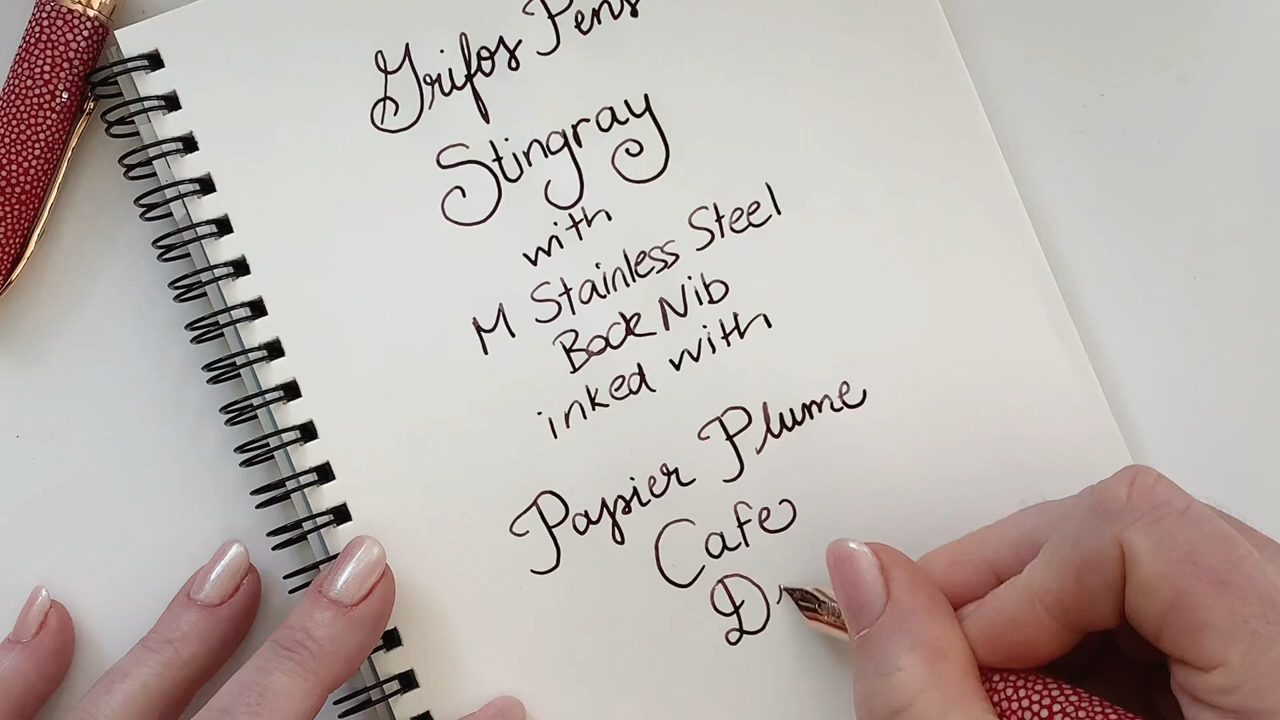 Grifos Pens
Stingray
with
M Stainless Steel
Bock Nib
inked with
Papier Plume
Cafe
D